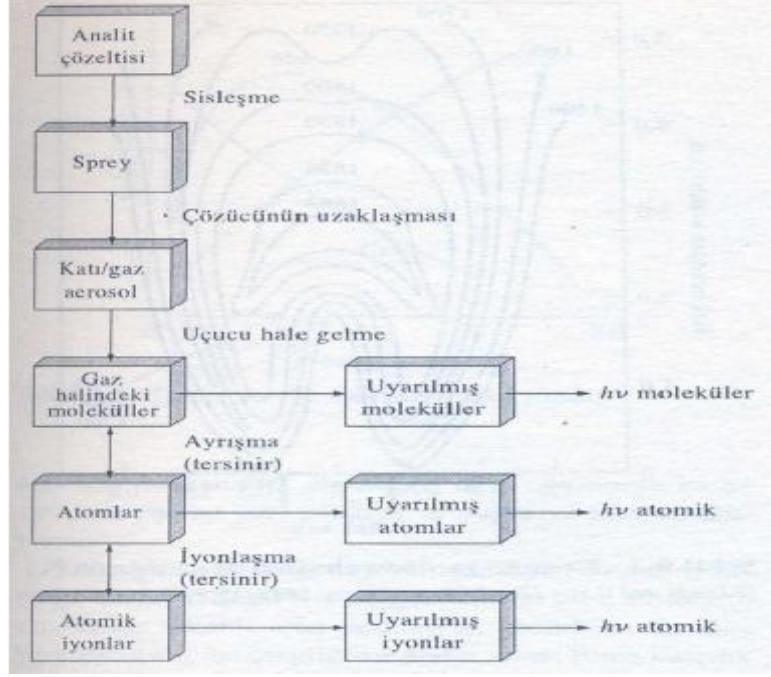 Analit
çözeltisi
Sisleşme
Sprey
Çözücünün uzaklaşması
Katı/gaz
aerosol
Uçucu hale gelme
Gaz
halindeki
moleküller
Uyarılmış
moleküller
hν moleküler
Ayrışma
(tersinir)
Atomlar
Uyarılmış
atomlar
hν atomik
İyonlaşma
(tersinir)
Atomik
iyonlar
Uyarılmış
iyonlar
hν atomik